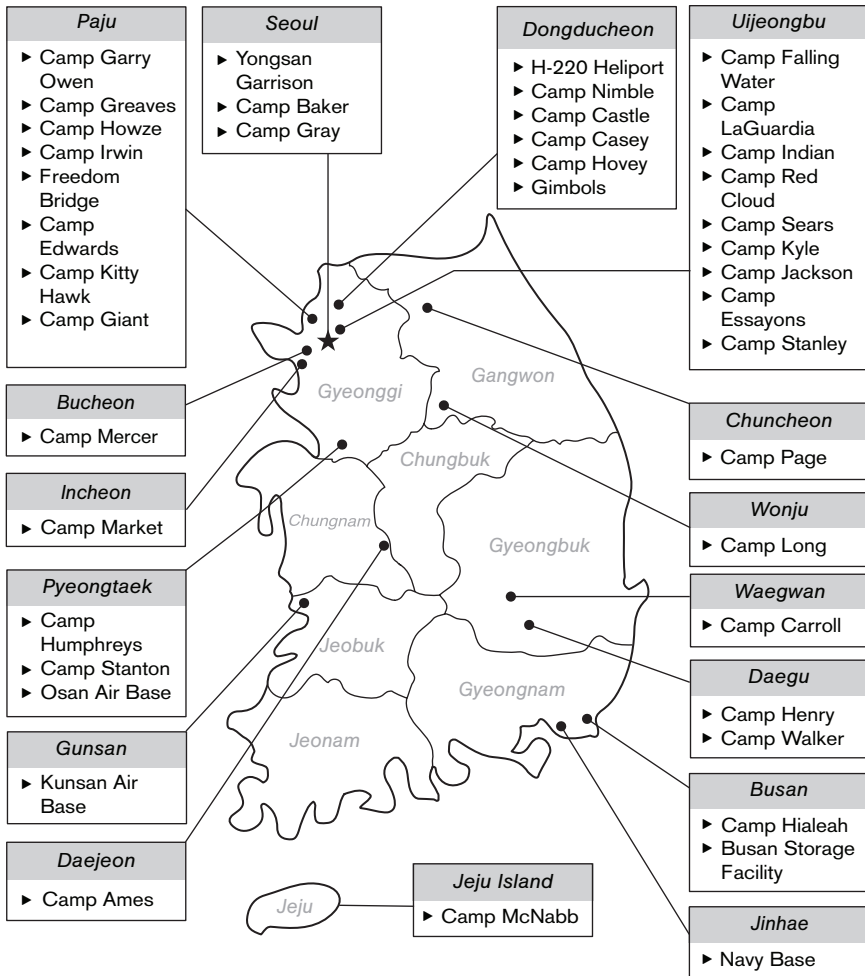 Paju
▶ Camp Garry
Owen
▶ Camp Greaves
▶ Camp Howze
▶ Camp Irwin
▶ Freedom
Bridge
▶ Camp
Edwards
▶ Camp Kitty
Hawk
▶ Camp Giant
Seoul
▶ Yongsan
Garrison
▶ Camp Baker
▶ Camp Gray
Dongducheon
▶ H-220 Heliport
▶ Camp Nimble
▶ Camp Castle
▶ Camp Casey
▶ Camp Hovey
▶ Gimbols
Uijeongbu
▶ Camp Falling
Water
▶ Camp
LaGuardia
▶ Camp Indian
▶ Camp Red
Cloud
▶ Camp Sears
▶ Camp Kyle
▶ Camp Jackson
▶ Camp
Essayons
▶ Camp Stanley
Bucheon
▶ Camp Mercer
Incheon
▶ Camp Market
Pyeongtaek
▶ Camp
Humphreys
▶ Camp Stanton
▶ Osan Air Base
Gunsan
▶ Kunsan Air
Base
Daejeon
▶ Camp Ames
Gyeonggi
Gangwon
Chungbuk
Chungnam
Gyeongbuk
Jeobuk
Gyeongnam
Jeonam
Jeju
Jeju Island
▶ Camp McNabb
Chuncheon
▶ Camp Page
Wonju
▶ Camp Long
Waegwan
▶ Camp Carroll
Daegu
▶ Camp Henry
▶ Camp Walker
Busan
▶ Camp Hialeah
▶ Busan Storage
Facility
Jinhae
▶ Navy Base